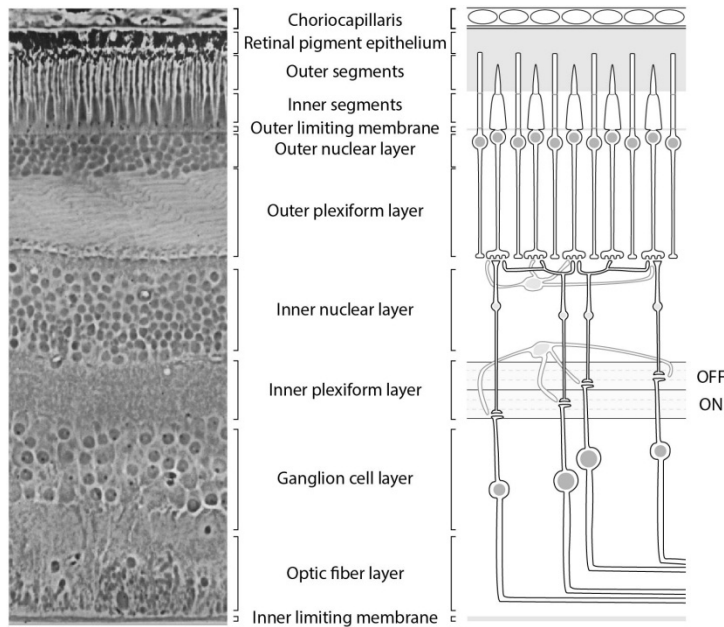 Choriocapillaris
Retinal pigment epithelium
Outer segments
Inner segments
Outer limiting membrane
Outer nuclear layer
Outer plexiform layer
Inner nuclear layer
Inner plexiform layer
OFF
ON
Ganglion cell layer
Optic fiber layer
Inner limiting membrane